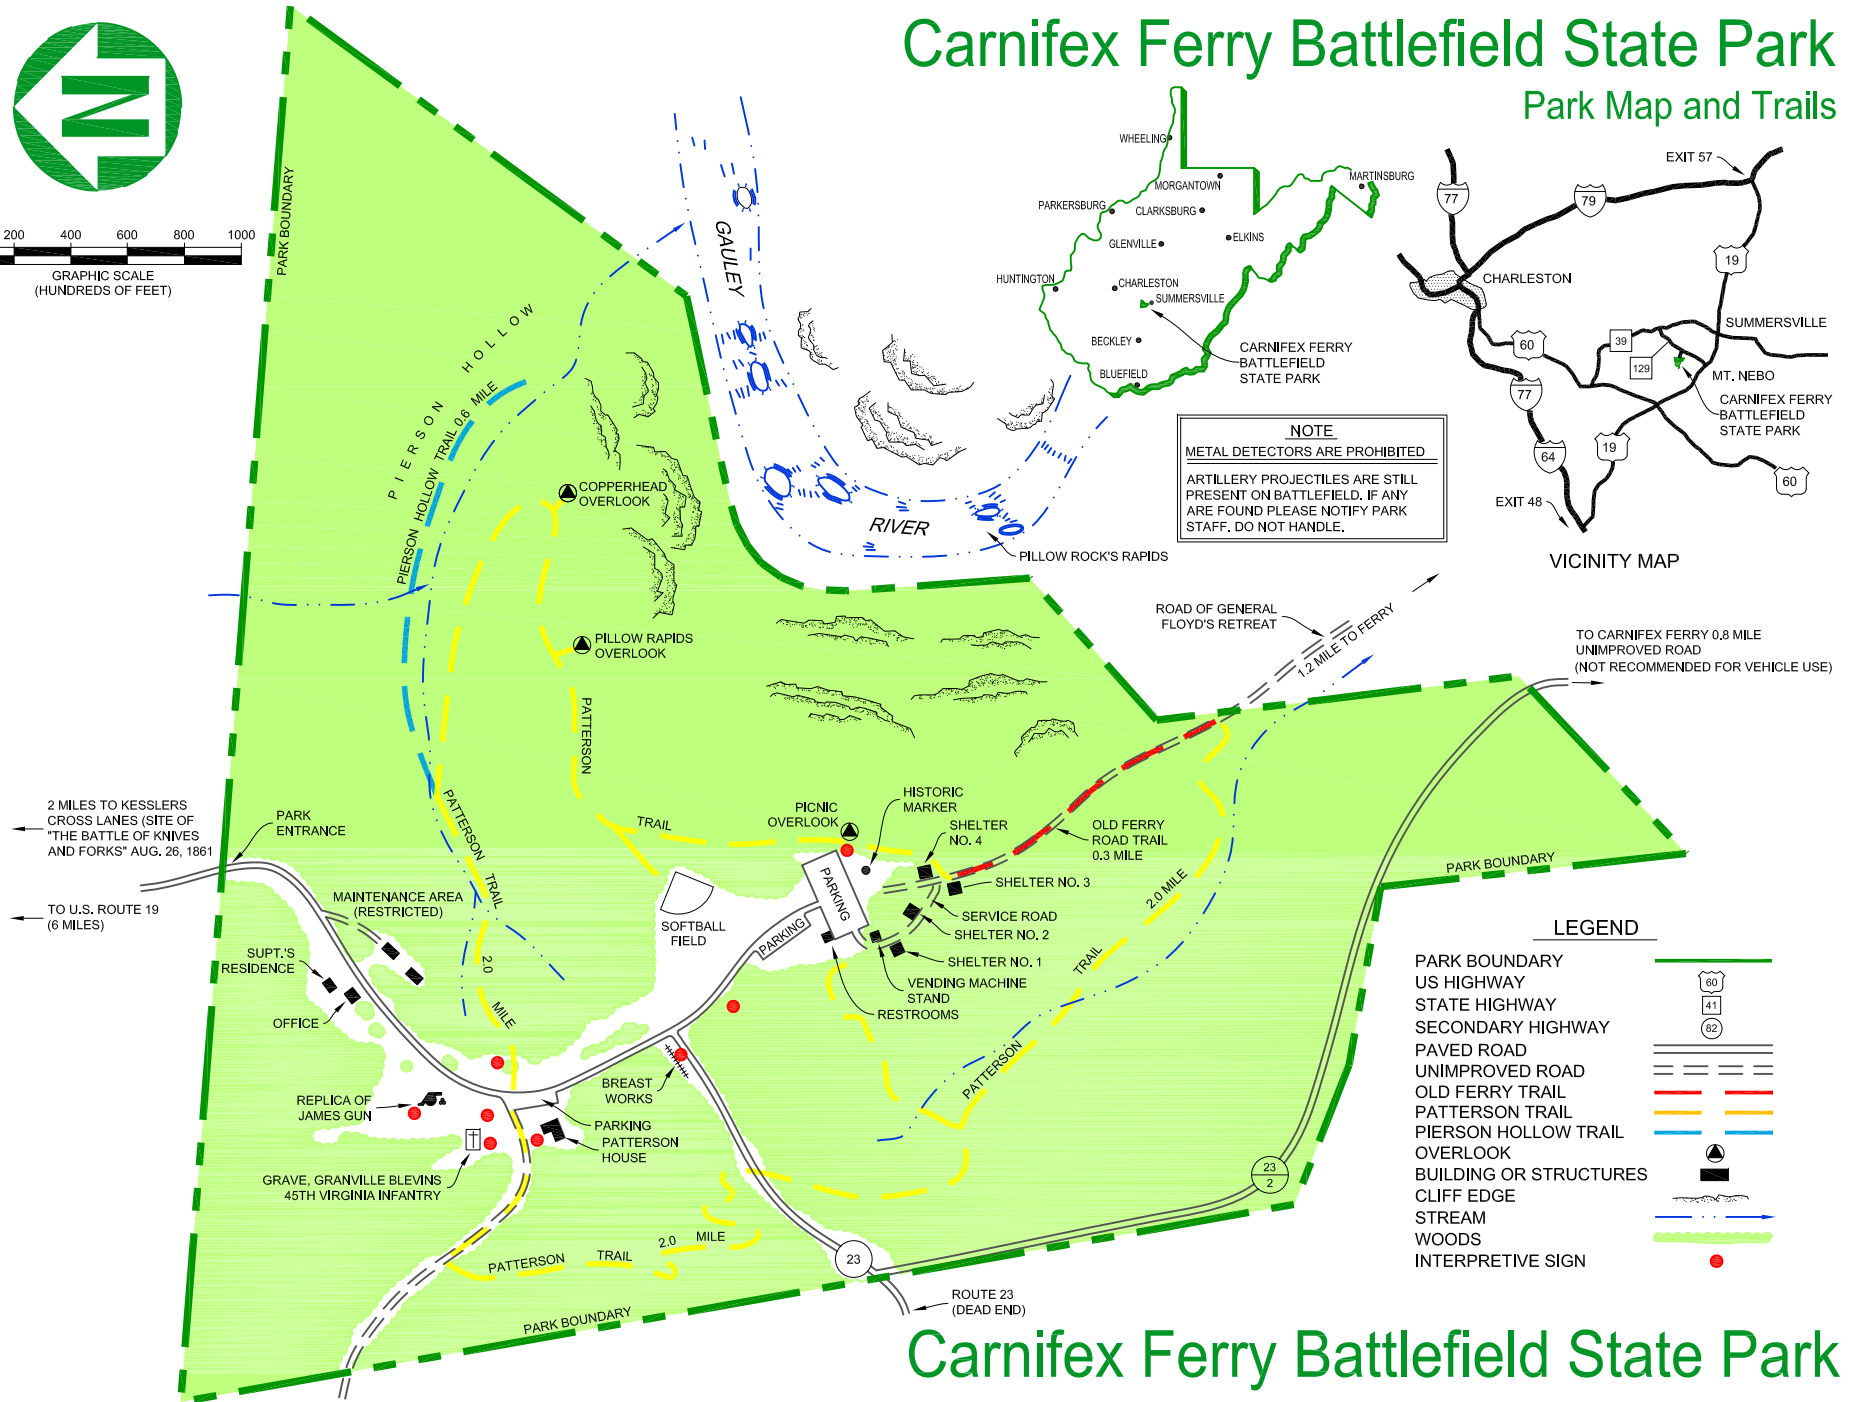 Carnifex Ferry Battlefield State Park
Park Map and Trails
N
200 400 600 800 1000
GRAPHIC SCALE
(HUNDREDS OF FEET)
PARK BOUNDARY
PIERSON HOLLOW
PIERSON HOLLOW TRAIL 0.6 MILE
GAULEY
RIVER
PILLOW ROCK'S RAPIDS
COPPERHEAD
OVERLOOK
PILLOW RAPIDS
OVERLOOK
PATTERSON
TRAIL
WHEELING
MORGANTOWN
MARTINSBURG
PARKERSBURG
CLARKSBURG
GLENVILLE
ELKINS
HUNTINGTON
CHARLESTON
SUMMERSVILLE
BECKLEY
BLUEFIELD
CARNIFEX FERRY
BATTLEFIELD
STATE PARK
EXIT 57
77
79
19
CHARLESTON
SUMMERSVILLE
60
39
129
MT. NEBO
77
CARNIFEX FERRY
BATTLEFIELD
STATE PARK
19
64
60
EXIT 48
VICINITY MAP
NOTE
METAL DETECTORS ARE PROHIBITED
ARTILLERY PROJECTILES ARE STILL
PRESENT ON BATTLEFIELD. IF ANY
ARE FOUND PLEASE NOTIFY PARK
STAFF. DO NOT HANDLE.
ROAD OF GENERAL
FLOYD'S RETREAT
1.2 MILE TO FERRY
TO CARNIFEX FERRY 0.8 MILE
UNIMPROVED ROAD
(NOT RECOMMENDED FOR VEHICLE USE)
2 MILES TO KESSLERS
CROSS LANES (SITE OF
"THE BATTLE OF KNIVES
AND FORKS" AUG. 26, 1861
PARK
ENTRANCE
TO U.S. ROUTE 19
(6 MILES)
MAINTENANCE AREA
(RESTRICTED)
SUPT.'S
RESIDENCE
OFFICE
PATTERSON TRAIL 2.0 MILE
PICNIC
OVERLOOK
HISTORIC
MARKER
SHELTER
NO. 4
OLD FERRY
ROAD TRAIL
0.3 MILE
SHELTER NO. 3
SERVICE ROAD
SHELTER NO. 2
SHELTER NO. 1
VENDING MACHINE
STAND
RESTROOMS
PARKING
PARKING
SOFTBALL
FIELD
PATTERSON TRAIL 2.0 MILE
PARK BOUNDARY
BREAST
WORKS
REPLICA OF
JAMES GUN
PARKING
PATTERSON
HOUSE
GRAVE, GRANVILLE BLEVINS
45TH VIRGINIA INFANTRY
PATTERSON TRAIL 2.0 MILE
PARK BOUNDARY
23
23
2
ROUTE 23
(DEAD END)
LEGEND
PARK BOUNDARY
US HIGHWAY 60
STATE HIGHWAY 41
SECONDARY HIGHWAY 82
PAVED ROAD
UNIMPROVED ROAD
OLD FERRY TRAIL
PATTERSON TRAIL
PIERSON HOLLOW TRAIL
OVERLOOK
BUILDING OR STRUCTURES
CLIFF EDGE
STREAM
WOODS
INTERPRETIVE SIGN
Carnifex Ferry Battlefield State Park